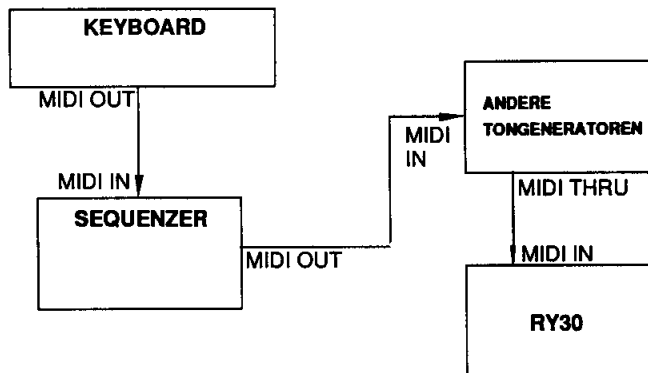 KEYBOARD
MIDI OUT
MIDI IN
SEQUENZER
MIDI OUT
MIDI
IN
ANDERE
TONGENERATOREN
MIDI THRU
MIDI IN
RY30